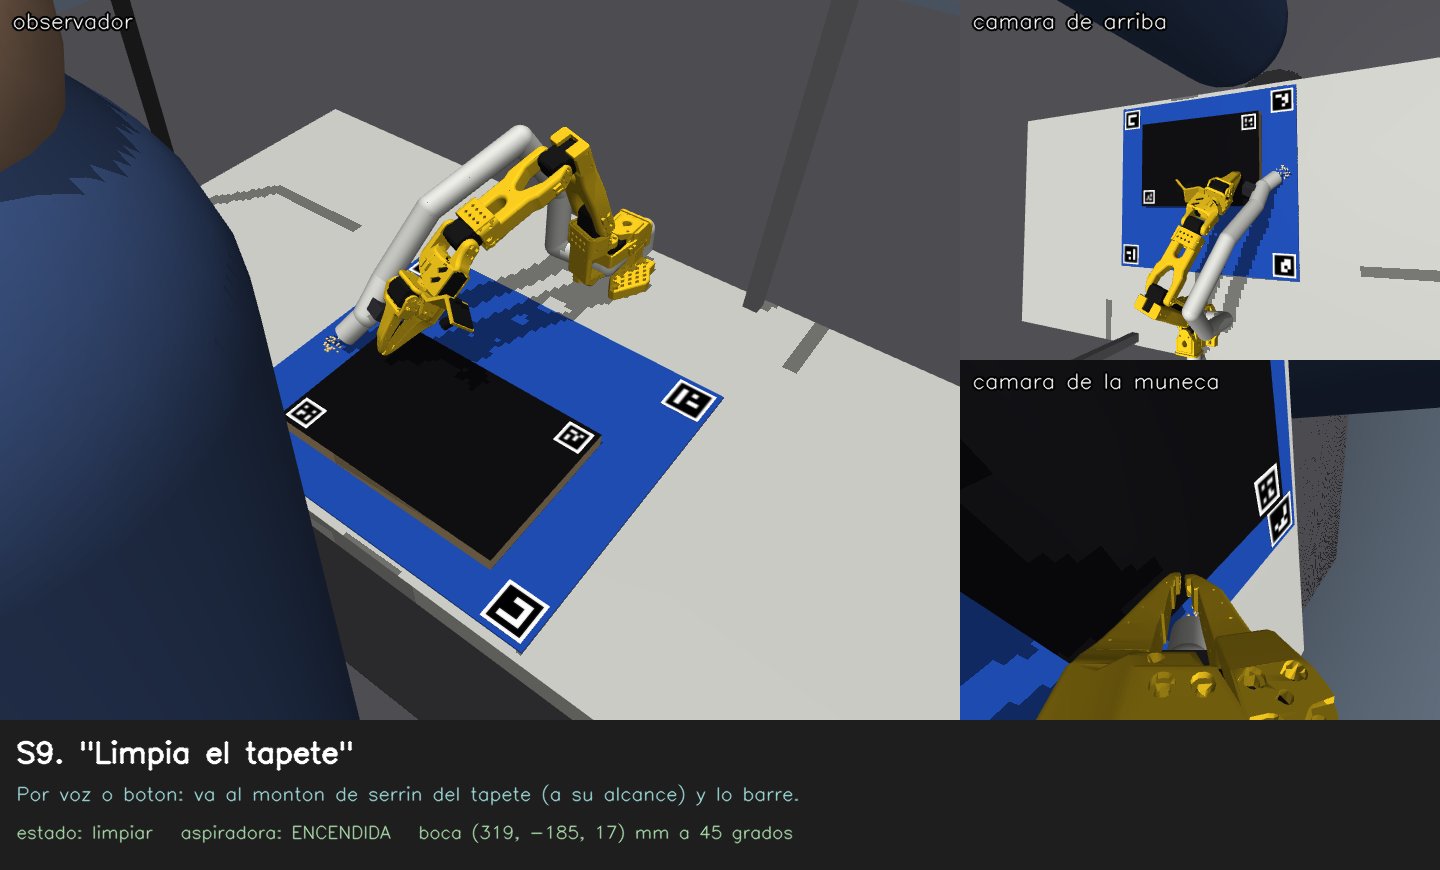 observador
camara de arriba
camara de la muneca
S9. "Limpia el tapete"
Por voz o boton: va al monton de serrin del tapete (a su alcance) y lo barre.
estado: limpiar aspiradora: ENCENDIDA boca (319, -185, 17) mm a 45 grados